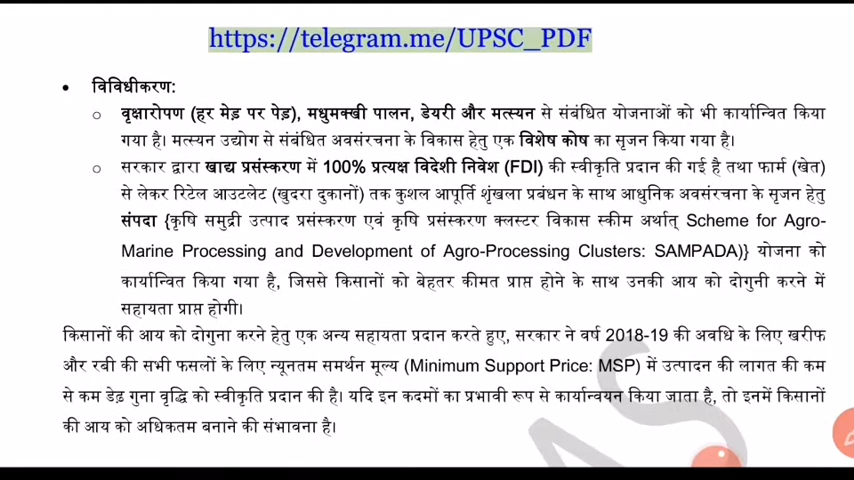 https://telegram.me/UPSC_PDF
• विविधीकरण:
○ वृक्षारोपण (हर मेड़ पर पेड़), मधुमक्खी पालन, डेयरी और मत्स्यन से संबंधित योजनाओं को भी कार्यान्वित किया
गया है। मत्स्यन उद्योग से संबंधित अवसंरचना के विकास हेतु एक विशेष कोष का सृजन किया गया है।
○ सरकार द्वारा खाद्य प्रसंस्करण में 100% प्रत्यक्ष विदेशी निवेश (FDI) की स्वीकृति प्रदान की गई है तथा फार्म (खेत)
से लेकर रिटेल आउटलेट (खुदरा दुकानों) तक कुशल आपूर्ति शृंखला प्रबंधन के साथ आधुनिक अवसंरचना के सृजन हेतु
संपदा {कृषि समुद्री उत्पाद प्रसंस्करण एवं कृषि प्रसंस्करण क्लस्टर विकास स्कीम अर्थात् Scheme for Agro-
Marine Processing and Development of Agro-Processing Clusters: SAMPADA)} योजना को
कार्यान्वित किया गया है, जिससे किसानों को बेहतर कीमत प्राप्त होने के साथ उनकी आय को दोगुनी करने में
सहायता प्राप्त होगी।
किसानों की आय को दोगुना करने हेतु एक अन्य सहायता प्रदान करते हुए, सरकार ने वर्ष 2018-19 की अवधि के लिए खरीफ
और रबी की सभी फसलों के लिए न्यूनतम समर्थन मूल्य (Minimum Support Price: MSP) में उत्पादन की लागत की कम
से कम डेढ़ गुना वृद्धि को स्वीकृति प्रदान की है। यदि इन कदमों का प्रभावी रूप से कार्यान्वयन किया जाता है, तो इनमें किसानों
की आय को अधिकतम बनाने की संभावना है।
AS